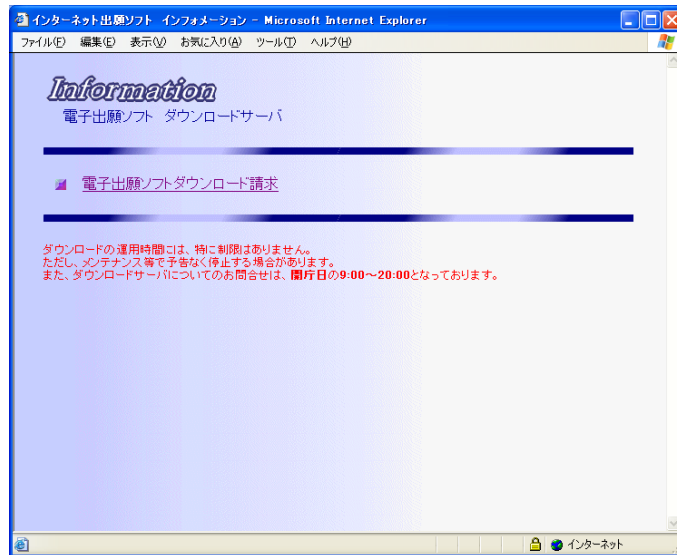 インターネット出願ソフト インフォメーション - Microsoft Internet Explorer
ファイル(F) 編集(E) 表示(V) お気に入り(A) ツール(T) ヘルプ(H)
Information
電子出願ソフト ダウンロードサーバ
電子出願ソフトダウンロード請求
ダウンロードの運用時間には、特に制限はありません。
ただし、メンテナンス等で予告なく停止する場合があります。
また、ダウンロードサーバについてのお問合せは、開庁日の9:00～20:00となっております。
インターネット